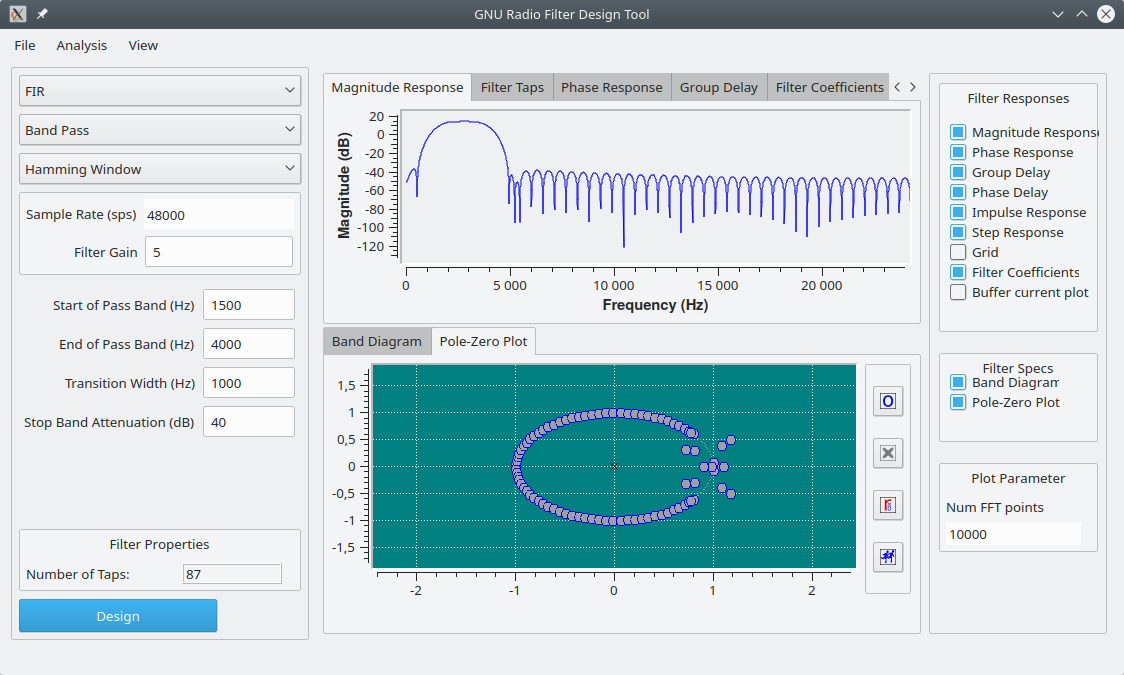 GNU Radio Filter Design Tool
File Analysis View
FIR
Band Pass
Hamming Window
Sample Rate (sps) 48000
Filter Gain 5
Start of Pass Band (Hz) 1500
End of Pass Band (Hz) 4000
Transition Width (Hz) 1000
Stop Band Attenuation (dB) 40
Filter Properties
Number of Taps: 87
Design
Magnitude Response Filter Taps Phase Response Group Delay Filter Coefficients
Magnitude (dB)
20
0
-20
-40
-60
-80
-100
-120
0 5 000 10 000 15 000 20 000
Frequency (Hz)
Band Diagram Pole-Zero Plot
1,5
1
0,5
0
-0,5
-1
-1,5
-2 -1 0 1 2
Filter Responses
Magnitude Respons
Phase Response
Group Delay
Phase Delay
Impulse Response
Step Response
Grid
Filter Coefficients
Buffer current plot
Filter Specs
Band Diagram
Pole-Zero Plot
Plot Parameter
Num FFT points
10000